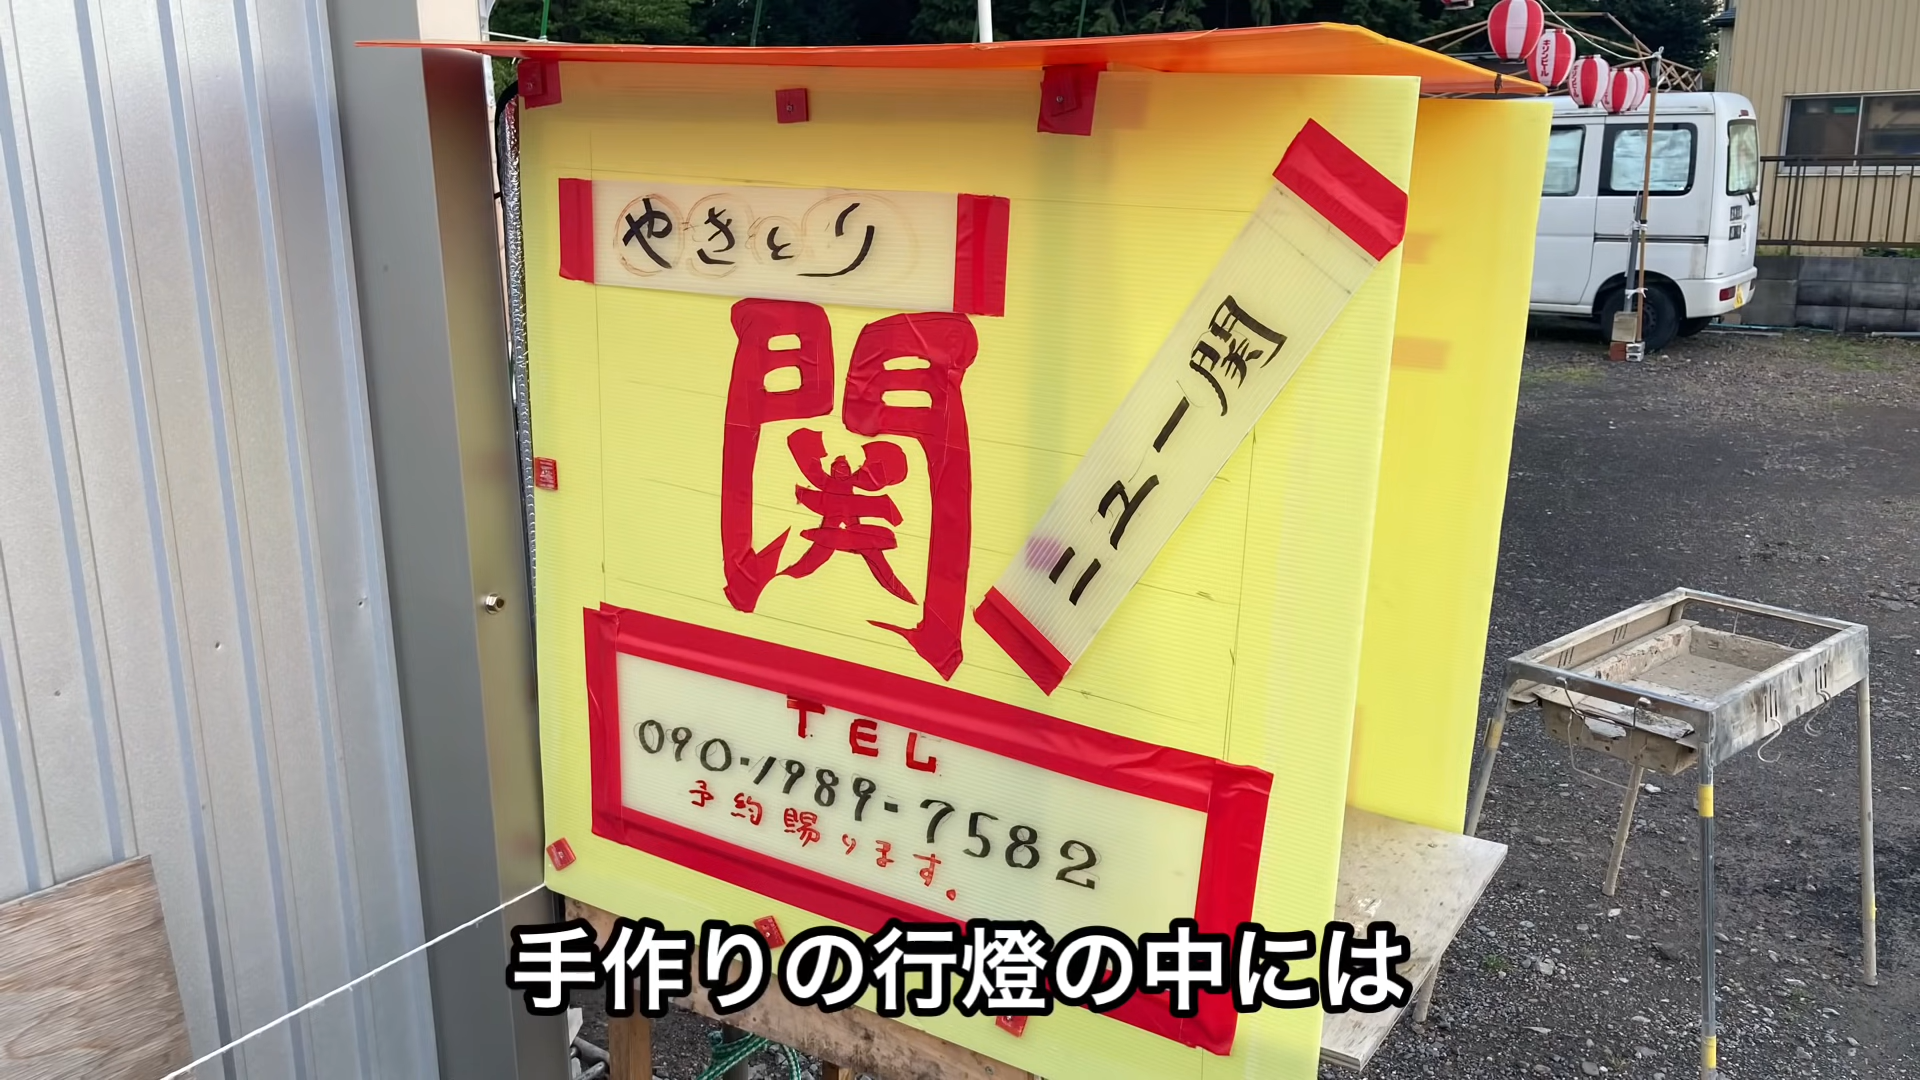 やきとり
関
ニュー関
TEL
090-1989-7582
予約賜ります。
手作りの行燈の中には